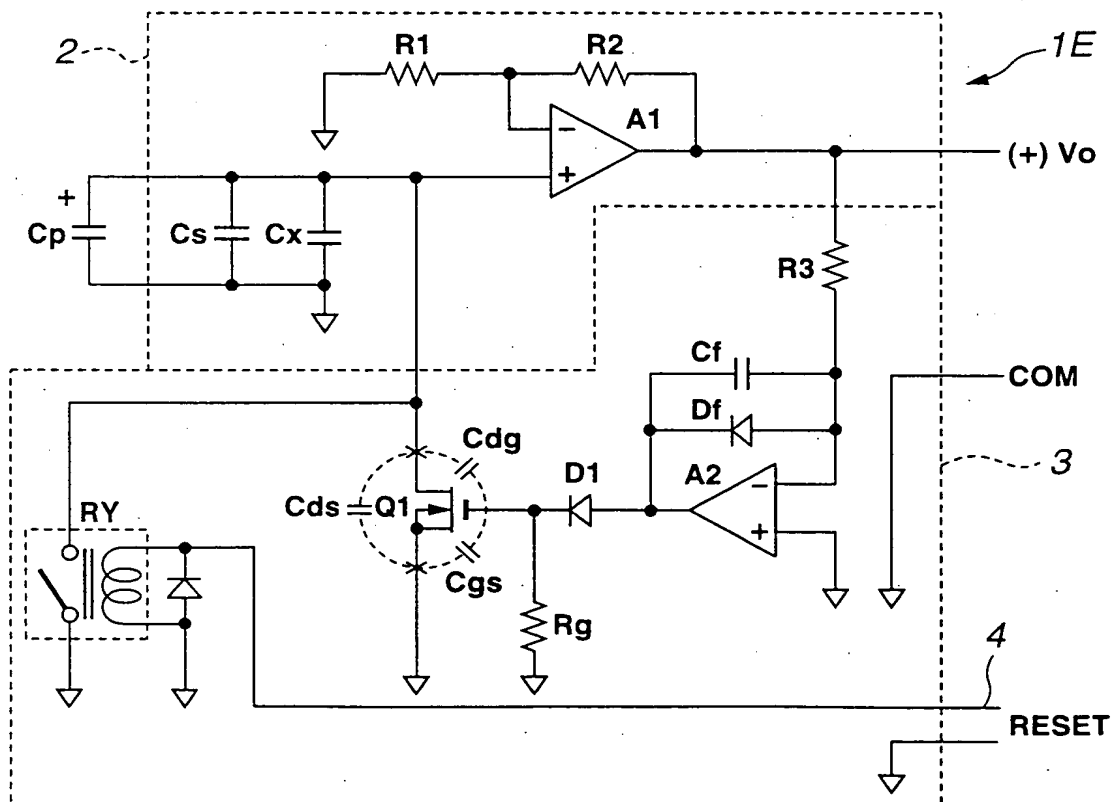 2
R1
R2
1E
A1
−
+
(+) Vo
+
Cp
Cs
Cx
R3
Cf
COM
Df
Cdg
D1
A2
3
−
Cds
Q1
RY
+
Cgs
Rg
4
RESET